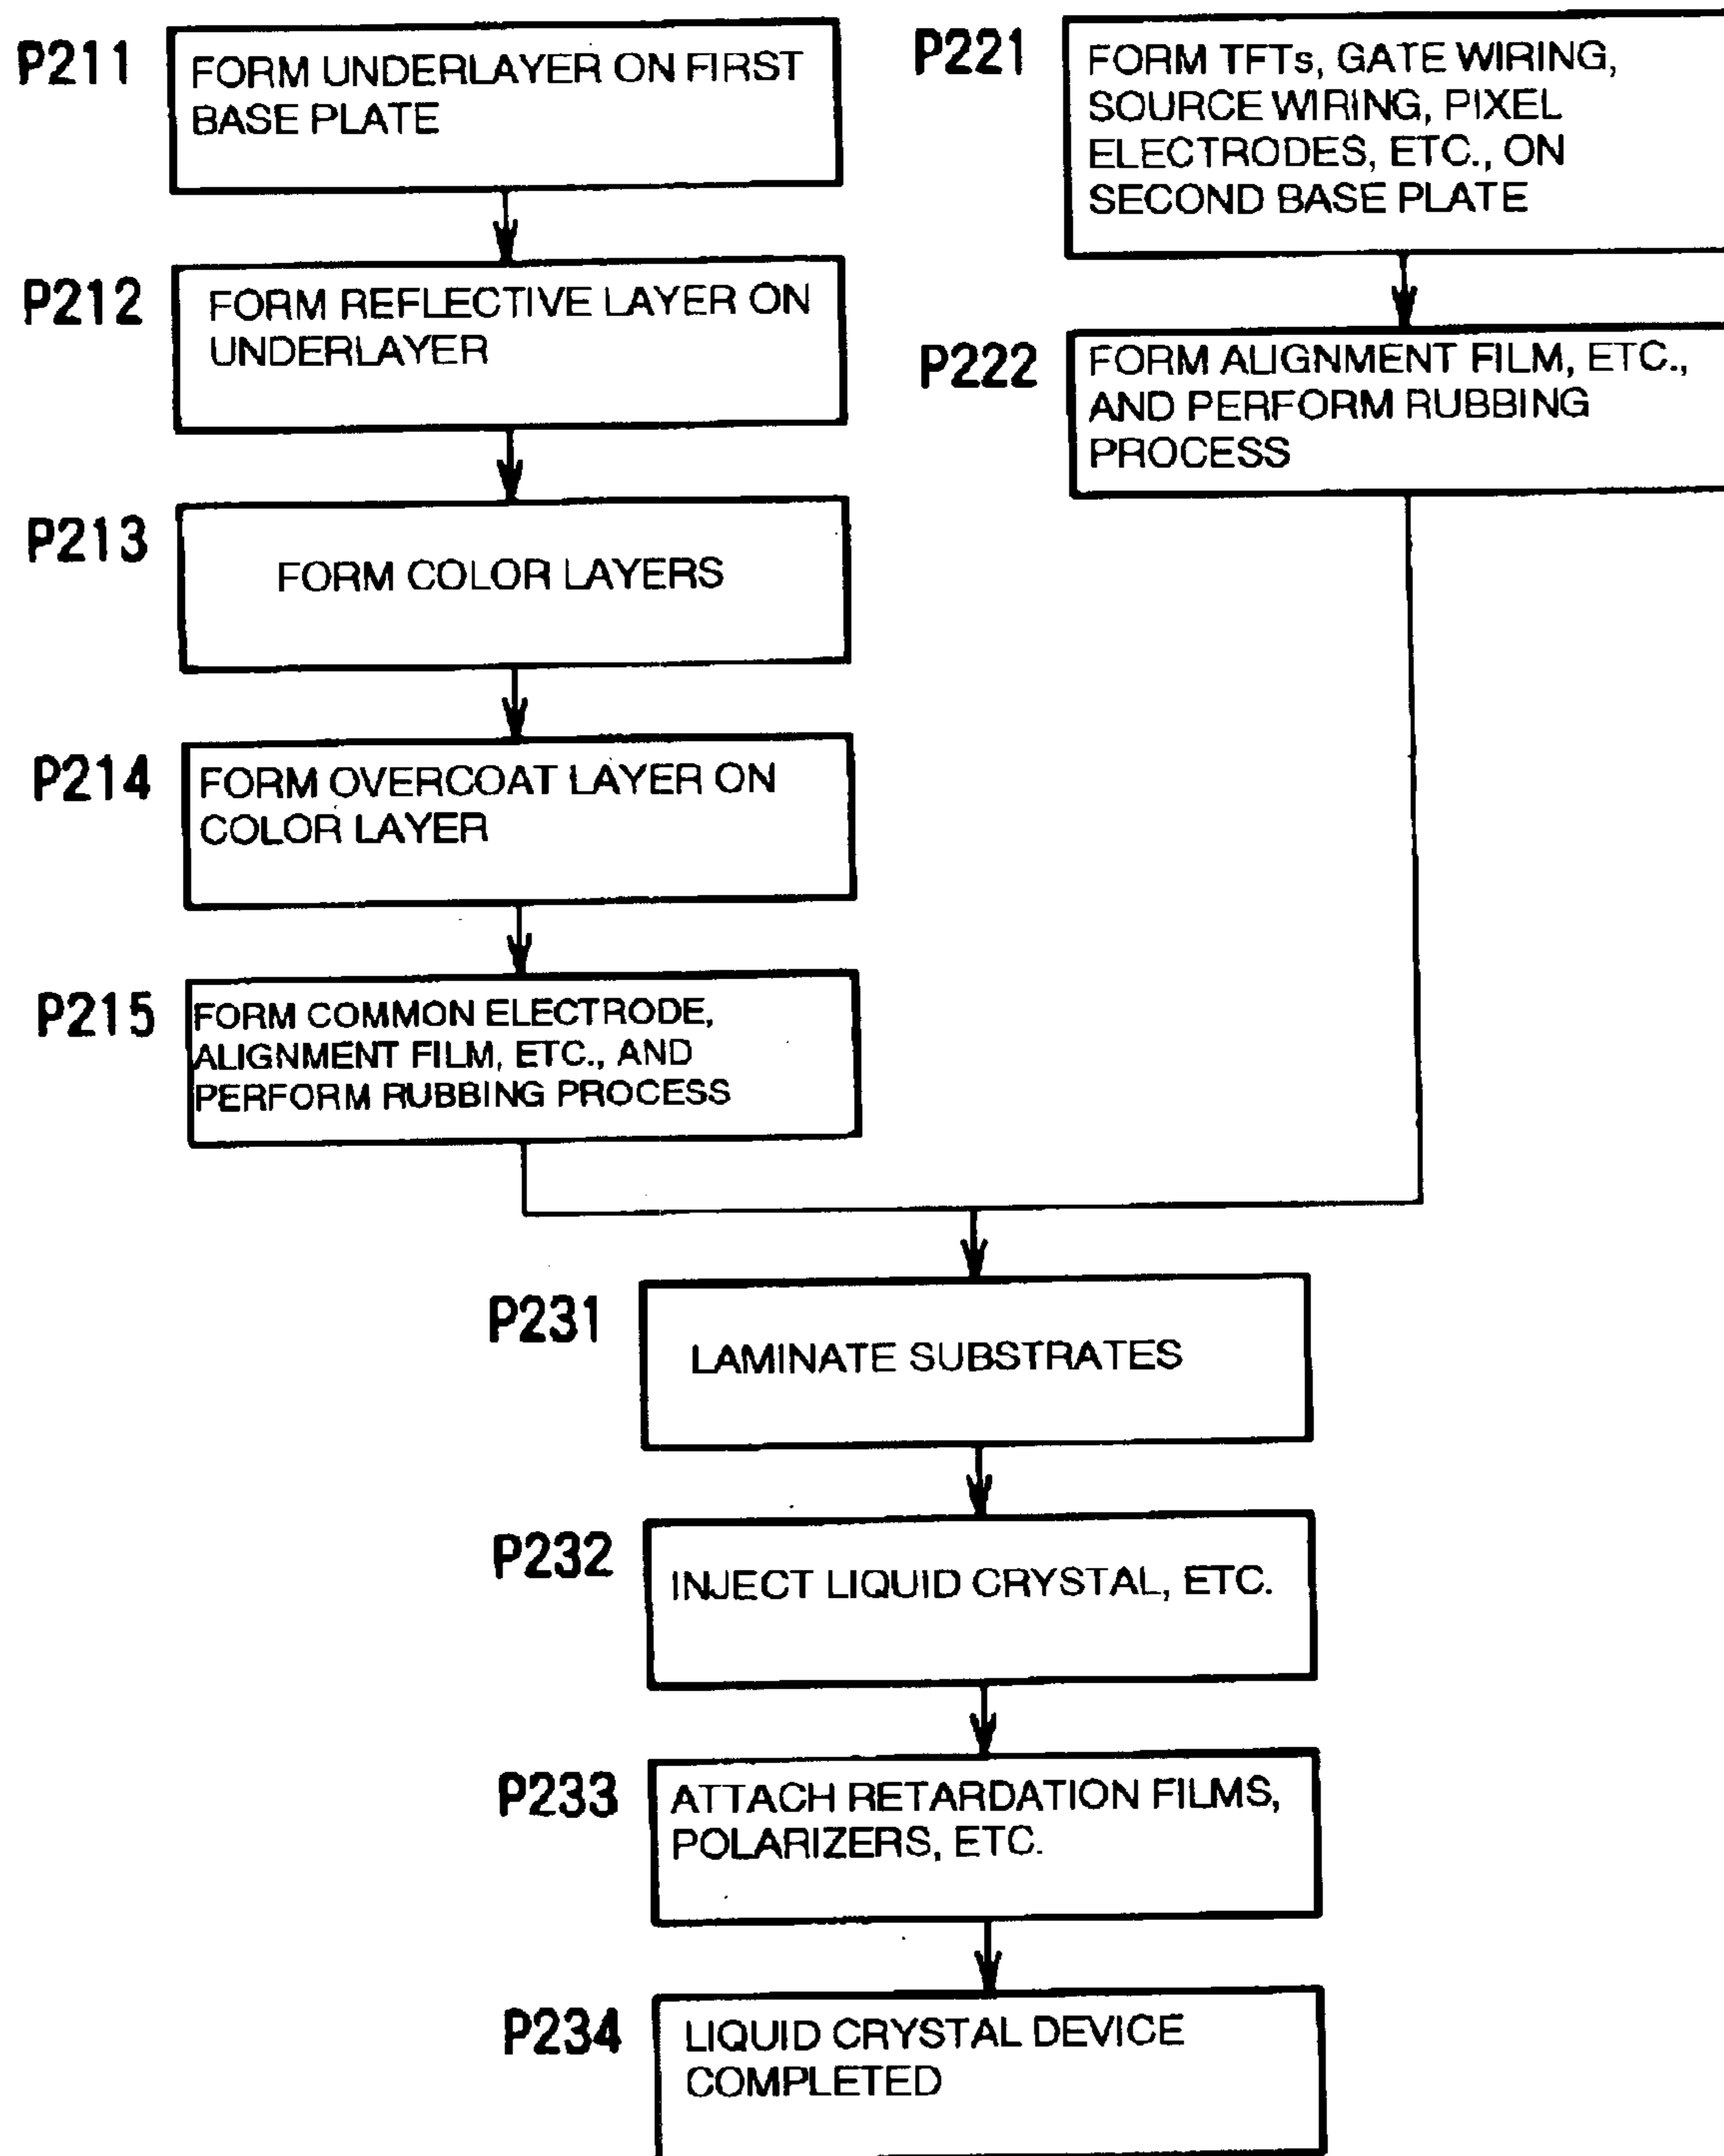 P211
FORM UNDERLAYER ON FIRST
BASE PLATE
P212
FORM REFLECTIVE LAYER ON
UNDERLAYER
P213
FORM COLOR LAYERS
P214
FORM OVERCOAT LAYER ON
COLOR LAYER
P215
FORM COMMON ELECTRODE,
ALIGNMENT FILM, ETC., AND
PERFORM RUBBING PROCESS
P221
FORM TFTs, GATE WIRING,
SOURCE WIRING, PIXEL
ELECTRODES, ETC., ON
SECOND BASE PLATE
P222
FORM ALIGNMENT FILM, ETC.,
AND PERFORM RUBBING
PROCESS
P231
LAMINATE SUBSTRATES
P232
INJECT LIQUID CRYSTAL, ETC.
P233
ATTACH RETARDATION FILMS,
POLARIZERS, ETC.
P234
LIQUID CRYSTAL DEVICE
COMPLETED